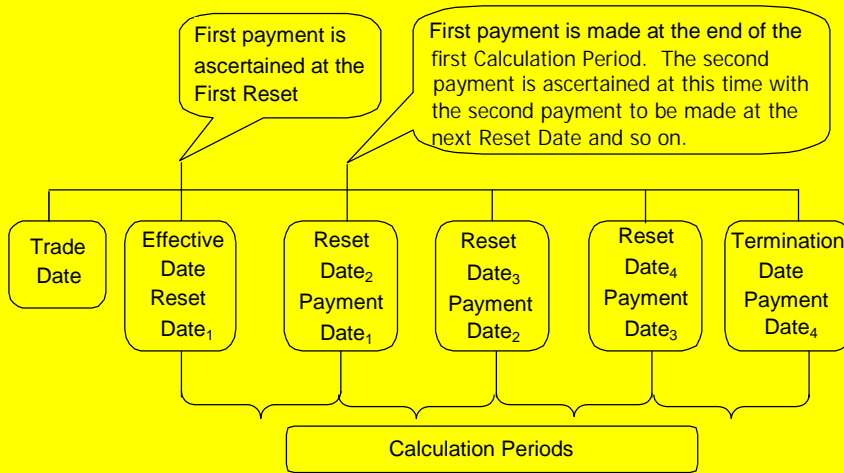 First payment is
ascertained at the
First Reset
First payment is made at the end of the
first Calculation Period. The second
payment is ascertained at this time with
the second payment to be made at the
next Reset Date and so on.
Trade
Date
Effective
Date
Reset
Date₁
Reset
Date₂
Payment
Date₁
Reset
Date₃
Payment
Date₂
Reset
Date₄
Payment
Date₃
Termination
Date
Payment
Date₄
Calculation Periods